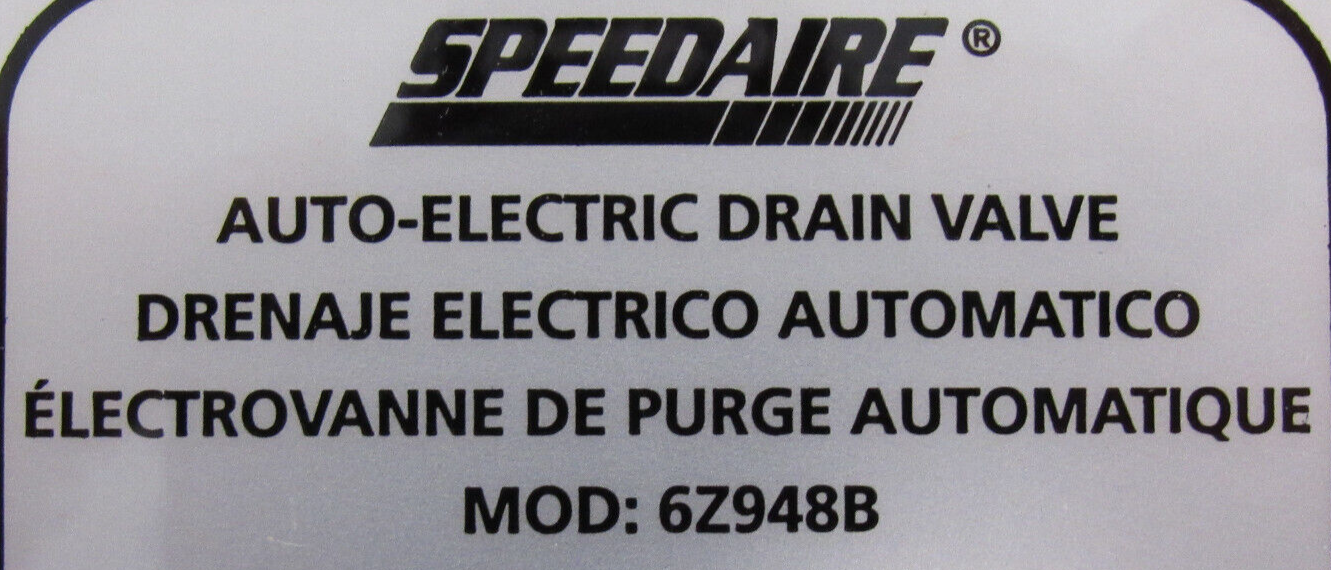 SPEEDAIRE®
AUTO-ELECTRIC DRAIN VALVE
DRENAJE ELECTRICO AUTOMATICO
ÉLECTROVANNE DE PURGE AUTOMATIQUE
MOD: 6Z948B